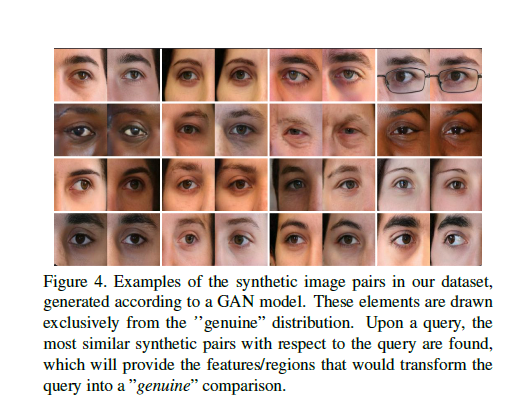 Figure 4. Examples of the synthetic image pairs in our dataset,
generated according to a GAN model. These elements are drawn
exclusively from the ”genuine” distribution. Upon a query, the
most similar synthetic pairs with respect to the query are found,
which will provide the features/regions that would transform the
query into a ”genuine” comparison.